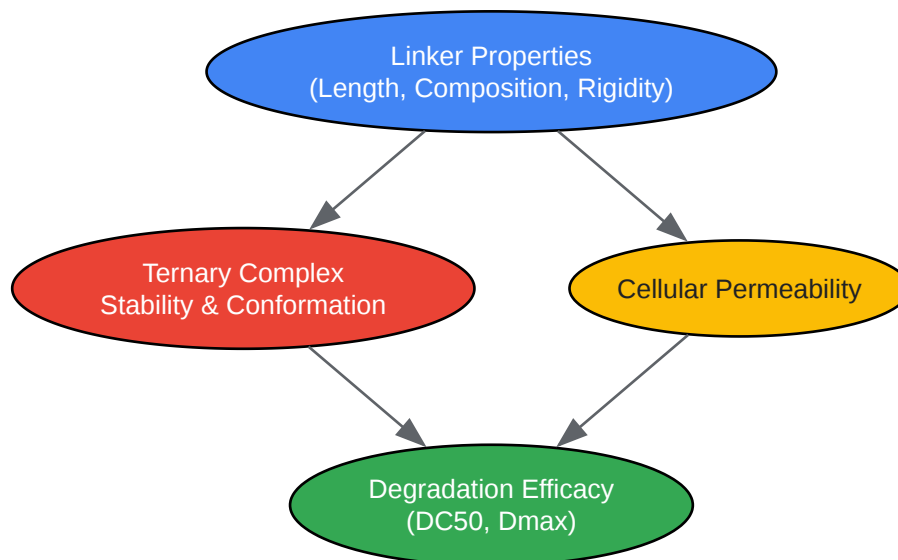 Linker Properties
(Length, Composition, Rigidity)
Ternary Complex
Stability & Conformation
Cellular Permeability
Degradation Efficacy
(DC50, Dmax)